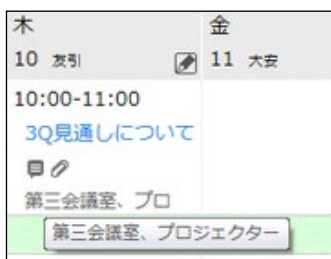 木 金
10 友引 11 大安
10:00-11:00
3Q見通しについて
第三会議室、プロ
第三会議室、プロジェクター